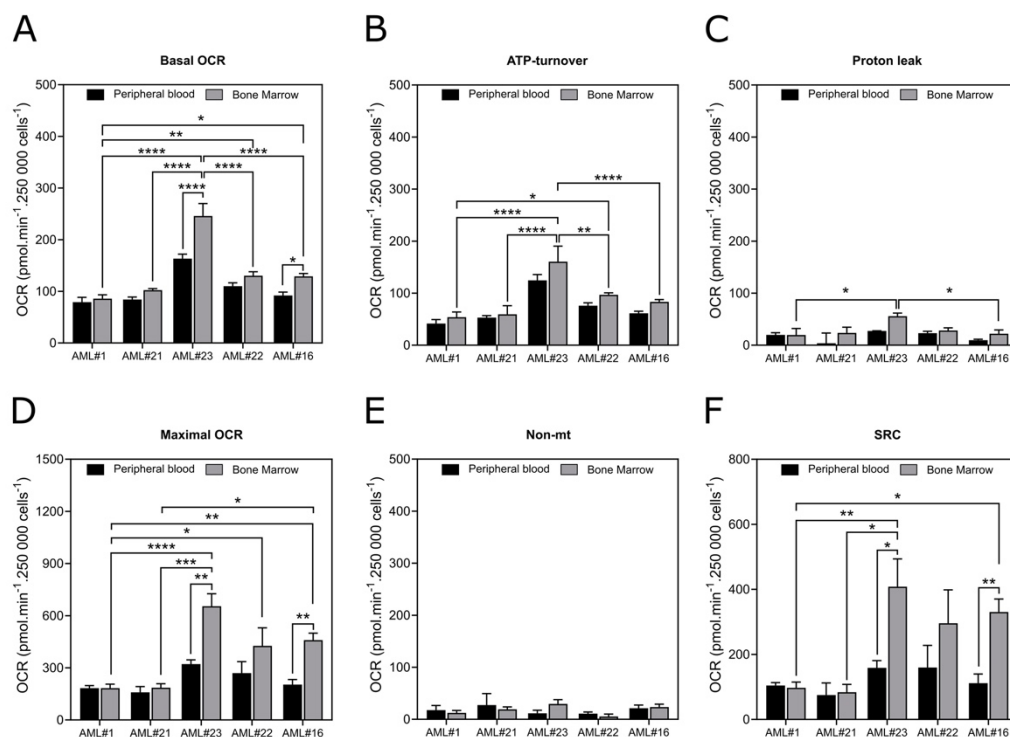 A
Basal OCR
OCR (pmol.min⁻¹.250 000 cells⁻¹)
500
400
300
200
100
0
Peripheral blood
Bone Marrow
*
**
**** ****
**** ****
****
*
AML#1 AML#21 AML#23 AML#22 AML#16
B
ATP-turnover
OCR (pmol.min⁻¹.250 000 cells⁻¹)
500
400
300
200
100
0
Peripheral blood
Bone Marrow
****
*
****
**** **
AML#1 AML#21 AML#23 AML#22 AML#16
C
Proton leak
OCR (pmol.min⁻¹.250 000 cells⁻¹)
500
400
300
200
100
0
Peripheral blood
Bone Marrow
* *
AML#1 AML#21 AML#23 AML#22 AML#16
D
Maximal OCR
OCR (pmol.min⁻¹.250 000 cells⁻¹)
1500
1200
900
600
300
0
Peripheral blood
Bone Marrow
*
**
*
****
***
**
**
AML#1 AML#21 AML#23 AML#22 AML#16
E
Non-mt
OCR (pmol.min⁻¹.250 000 cells⁻¹)
500
400
300
200
100
0
Peripheral blood
Bone Marrow
AML#1 AML#21 AML#23 AML#22 AML#16
F
SRC
OCR (pmol.min⁻¹.250 000 cells⁻¹)
800
600
400
200
0
Peripheral blood
Bone Marrow
*
**
*
*
**
AML#1 AML#21 AML#23 AML#22 AML#16